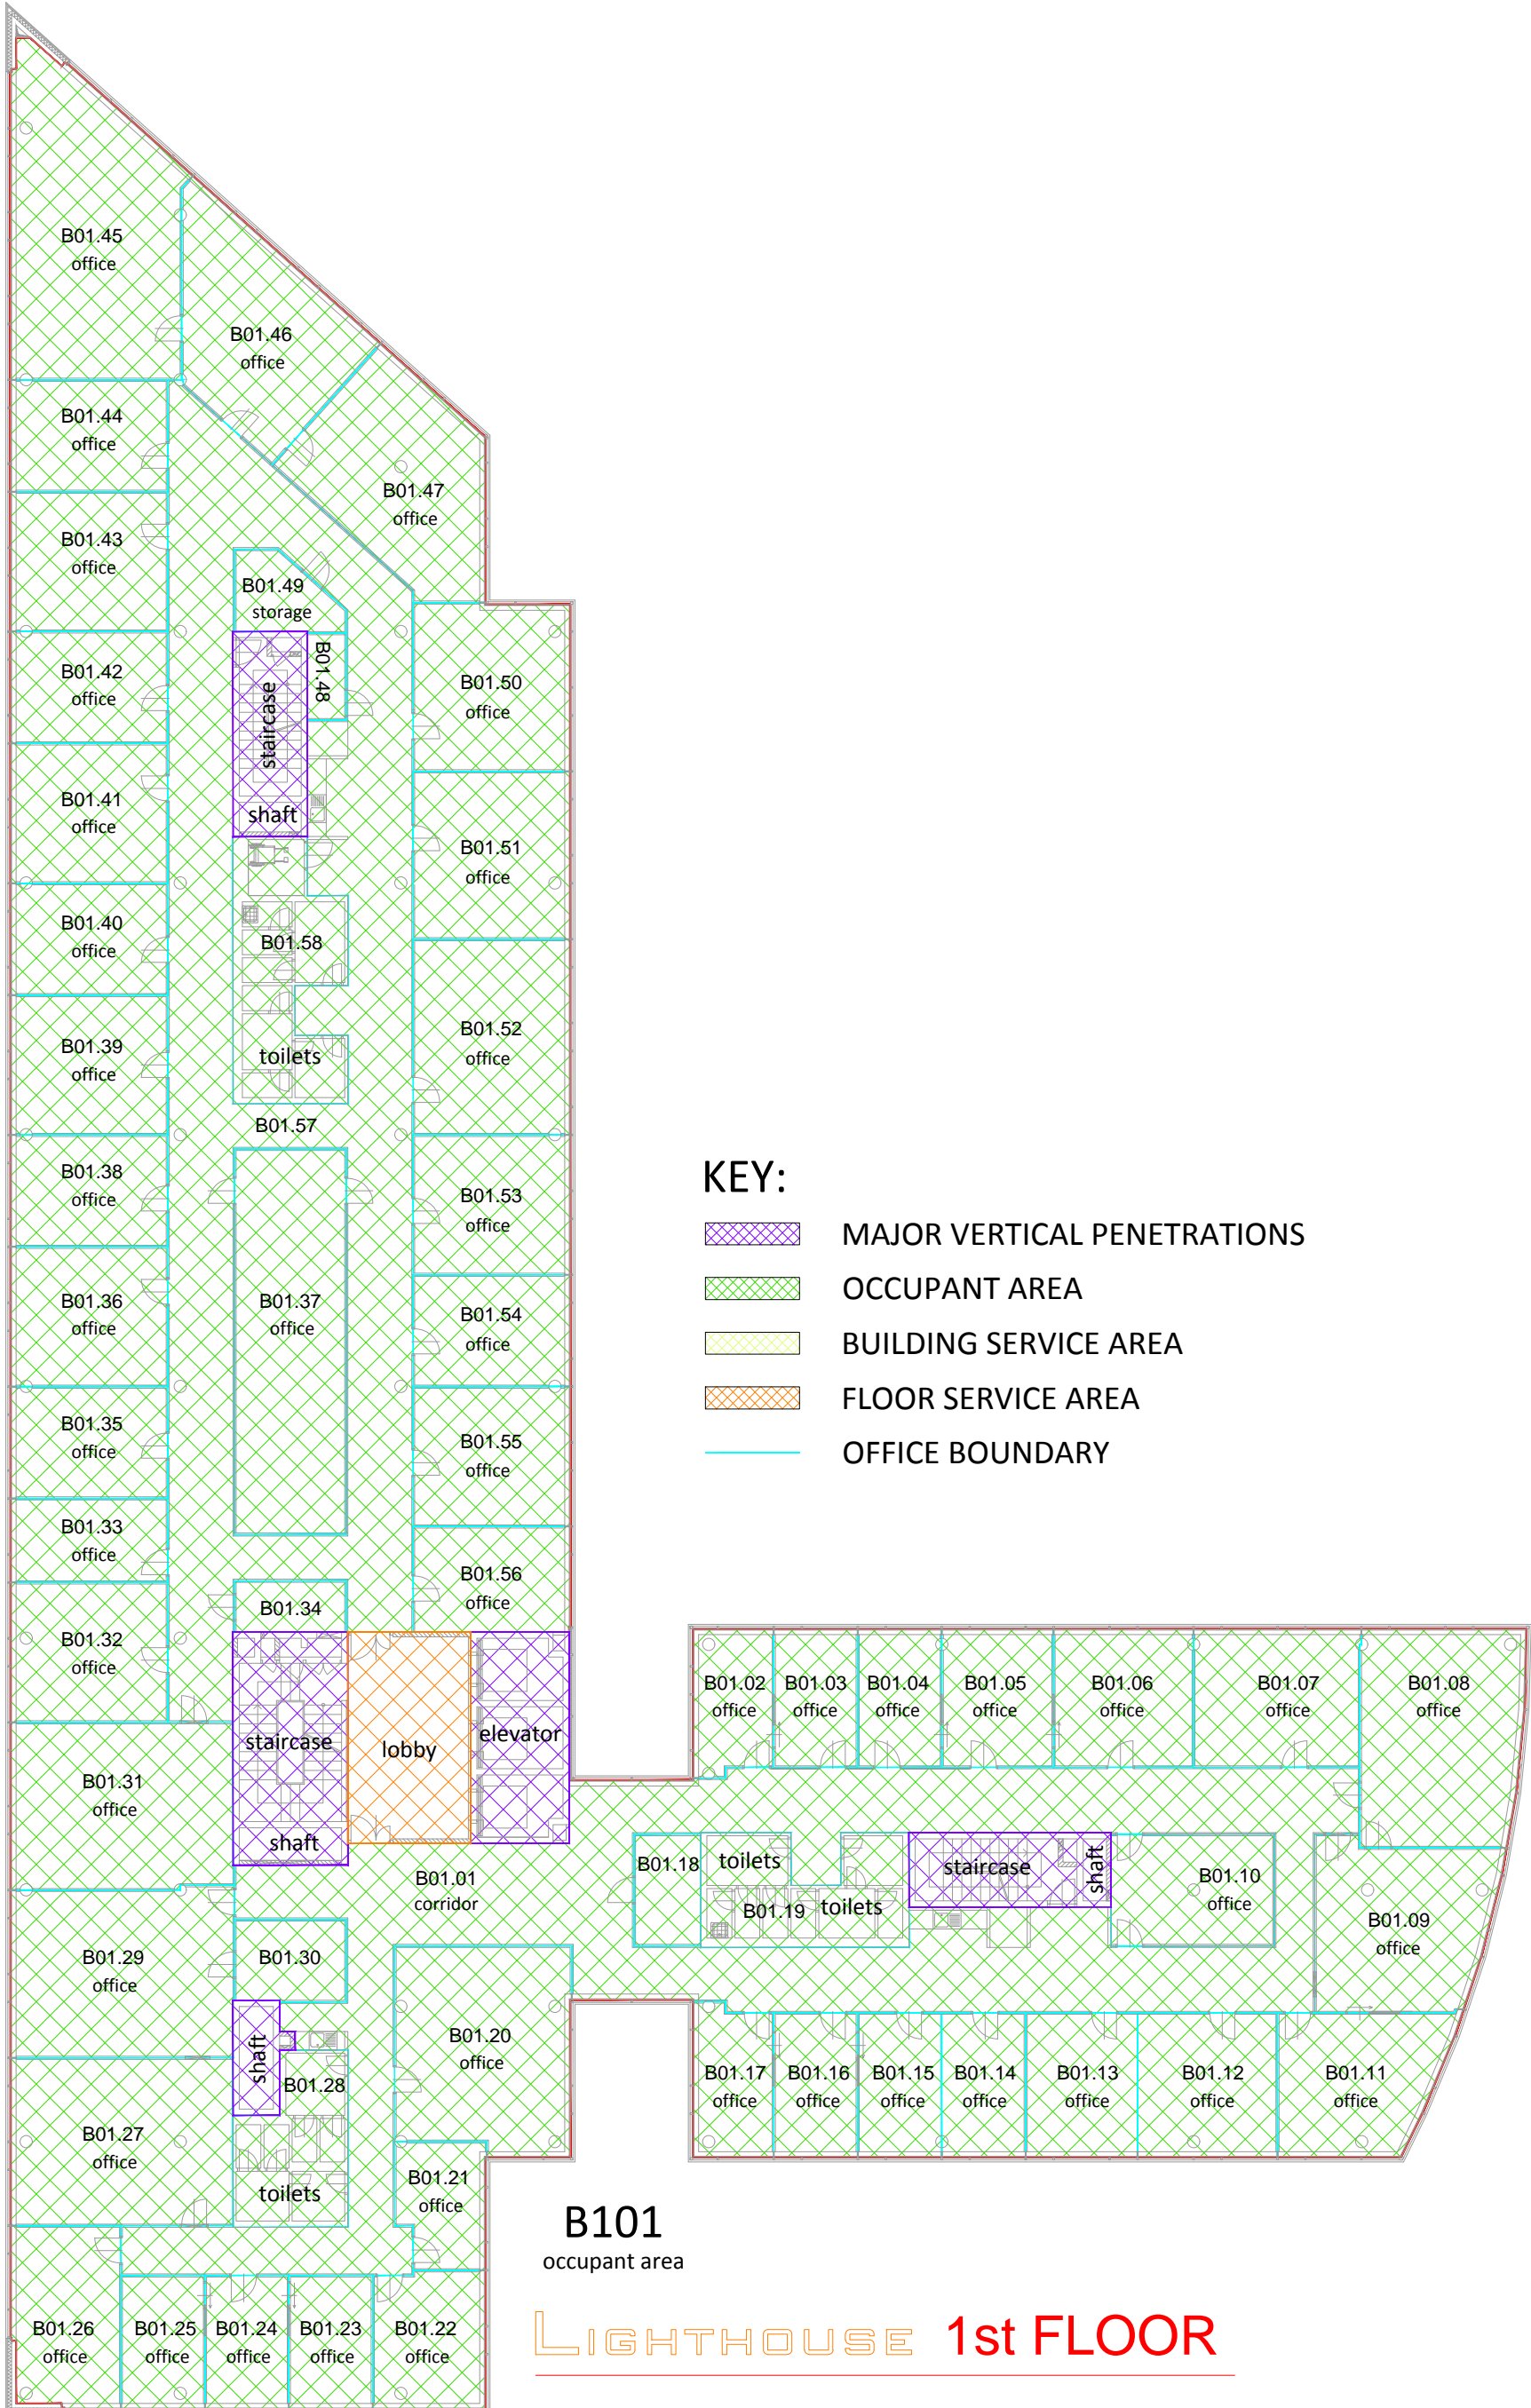 B01.45
office
B01.46
office
B01.44
office
B01.47
office
B01.43
office
B01.49
storage
B01.42
office
B01.48
staircase
B01.50
office
B01.41
office
shaft
B01.51
office
B01.40
office
B01.58
B01.39
office
toilets
B01.52
office
B01.57
B01.38
office
B01.53
office
B01.36
office
B01.37
office
B01.54
office
B01.35
office
B01.55
office
B01.33
office
B01.56
office
B01.34
B01.32
office
staircase
lobby
elevator
B01.31
office
shaft
B01.01
corridor
B01.29
office
B01.30
shaft
B01.28
B01.20
office
B01.27
office
toilets
B01.21
office
B01.26
office
B01.25
office
B01.24
office
B01.23
office
B01.22
office
KEY:
MAJOR VERTICAL PENETRATIONS
OCCUPANT AREA
BUILDING SERVICE AREA
FLOOR SERVICE AREA
OFFICE BOUNDARY
B01.02
office
B01.03
office
B01.04
office
B01.05
office
B01.06
office
B01.07
office
B01.08
office
B01.18
toilets
B01.19
toilets
staircase
shaft
B01.10
office
B01.09
office
B01.17
office
B01.16
office
B01.15
office
B01.14
office
B01.13
office
B01.12
office
B01.11
office
B101
occupant area
LIGHTHOUSE 1st FLOOR